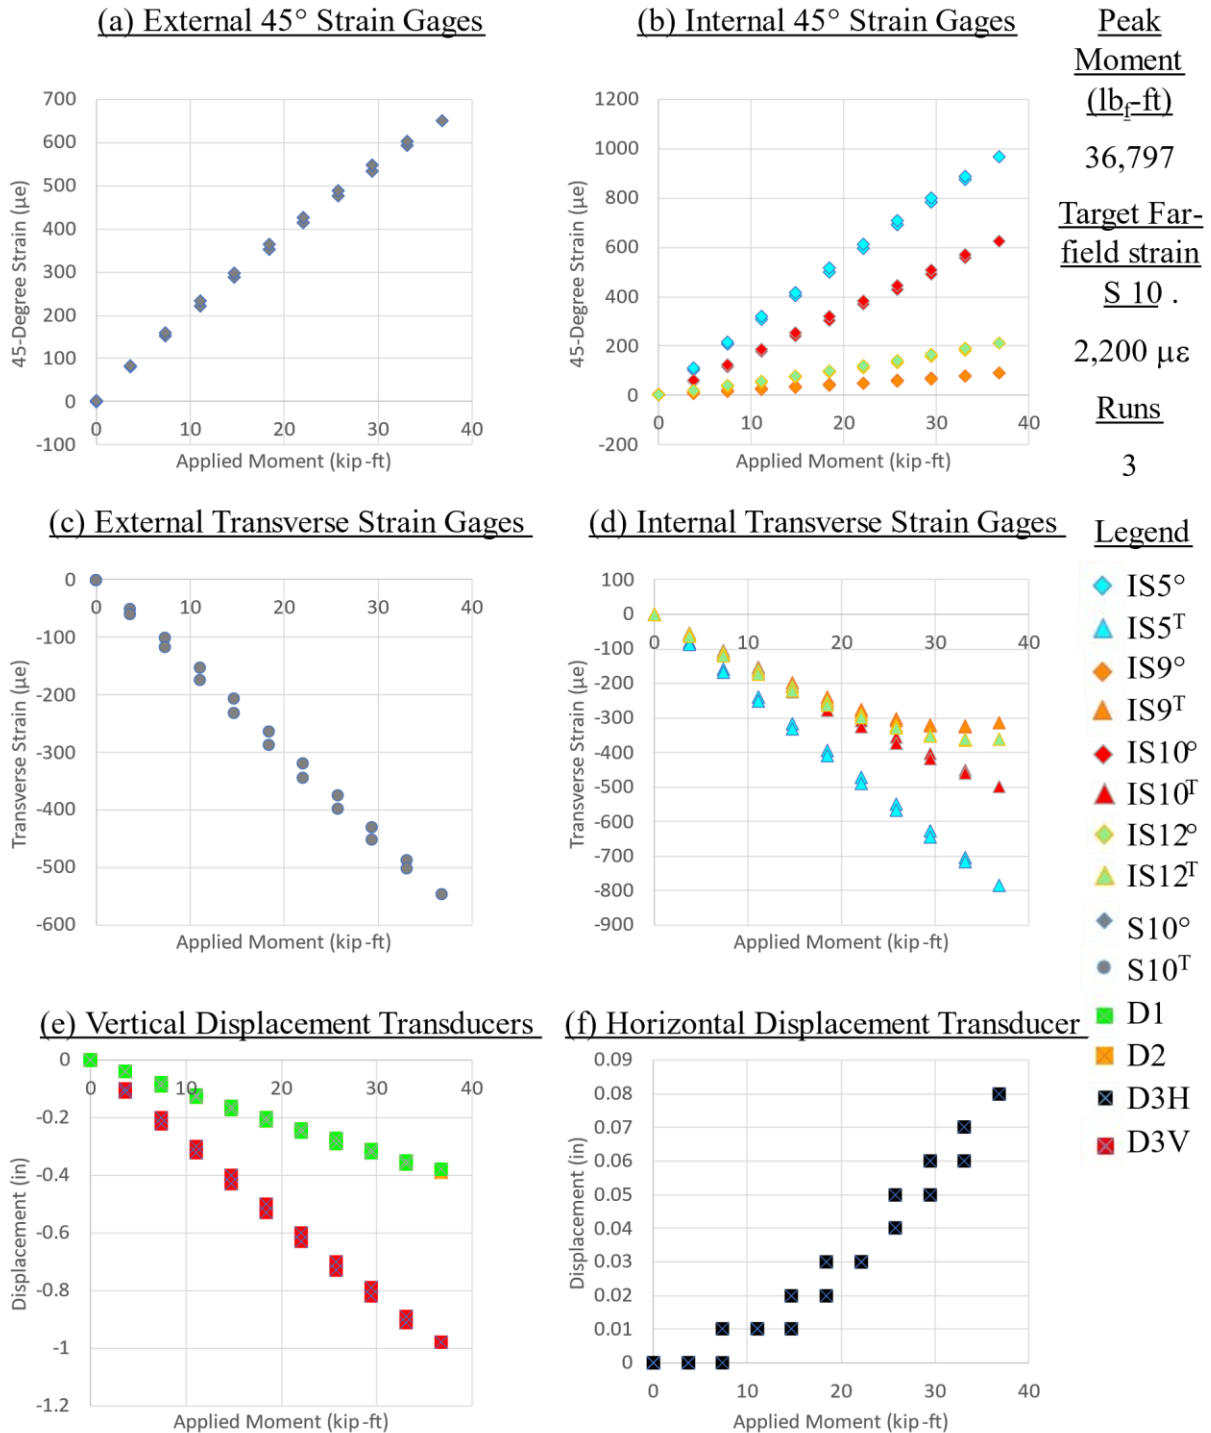 (a) External 45° Strain Gages
700
600
500
400
300
200
100
0
-100
0
10
20
30
40
45-Degree Strain (µe)
Applied Moment (kip-ft)
(b) Internal 45° Strain Gages
1200
1000
800
600
400
200
0
-200
0
10
20
30
40
45-Degree Strain (µe)
Applied Moment (kip-ft)
Peak
Moment
(lbf-ft)
36,797
Target Far-
field strain
S 10 .
2,200 µε
Runs
3
(c) External Transverse Strain Gages
0
-100
-200
-300
-400
-500
-600
0
10
20
30
40
Transverse Strain (µe)
Applied Moment (kip-ft)
(d) Internal Transverse Strain Gages
100
0
-100
-200
-300
-400
-500
-600
-700
-800
-900
0
10
20
30
40
Transverse Strain (µe)
Applied Moment (kip-ft)
Legend
IS5°
IS5ᵀ
IS9°
IS9ᵀ
IS10°
IS10ᵀ
IS12°
IS12ᵀ
S10°
S10ᵀ
D1
D2
D3H
D3V
(e) Vertical Displacement Transducers
0
-0.2
-0.4
-0.6
-0.8
-1
-1.2
0
10
20
30
40
Displacement (in)
Applied Moment (kip-ft)
(f) Horizontal Displacement Transducer
0.09
0.08
0.07
0.06
0.05
0.04
0.03
0.02
0.01
0
0
10
20
30
40
Displacement (in)
Applied Moment (kip-ft)